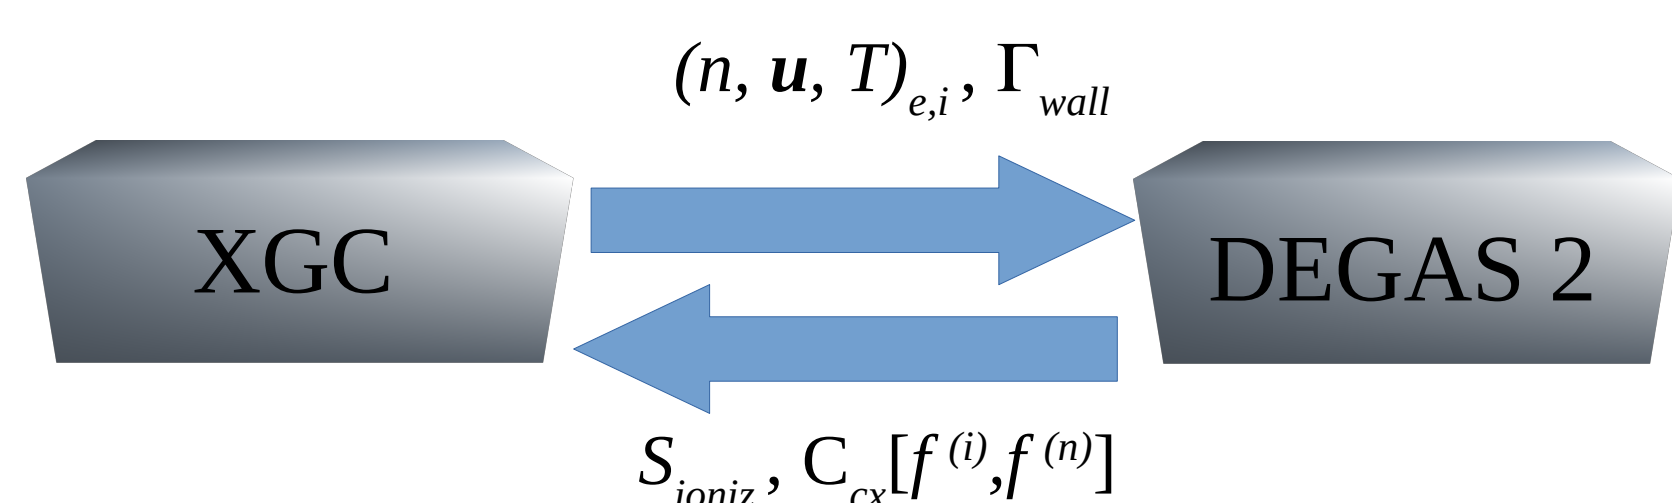 (n, u, T)e,i , Γwall
XGC
DEGAS 2
Sioniz , Ccx[f (i),f (n)]